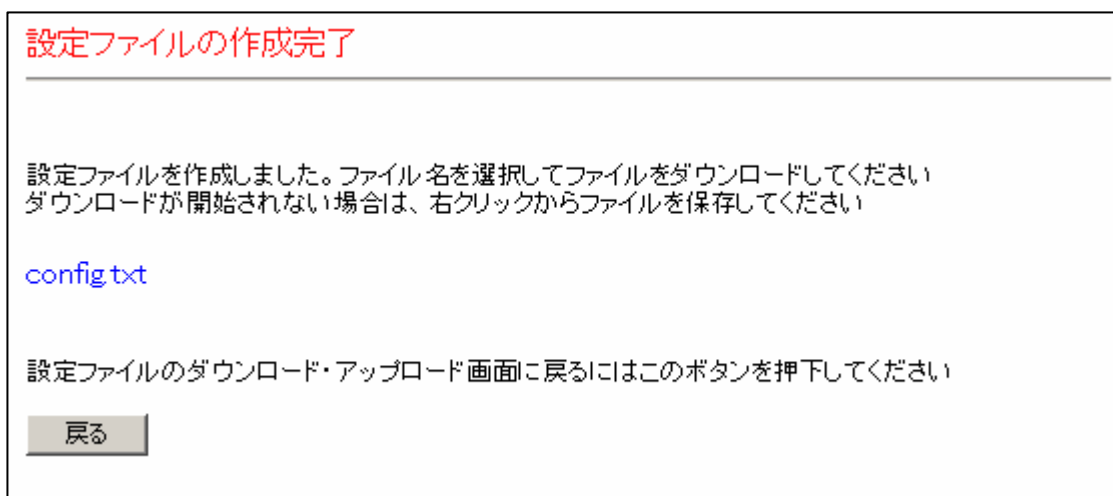 設定ファイルの作成完了
設定ファイルを作成しました。ファイル名を選択してファイルをダウンロードしてください
ダウンロードが開始されない場合は、右クリックからファイルを保存してください
config.txt
設定ファイルのダウンロード・アップロード画面に戻るにはこのボタンを押下してください
戻る